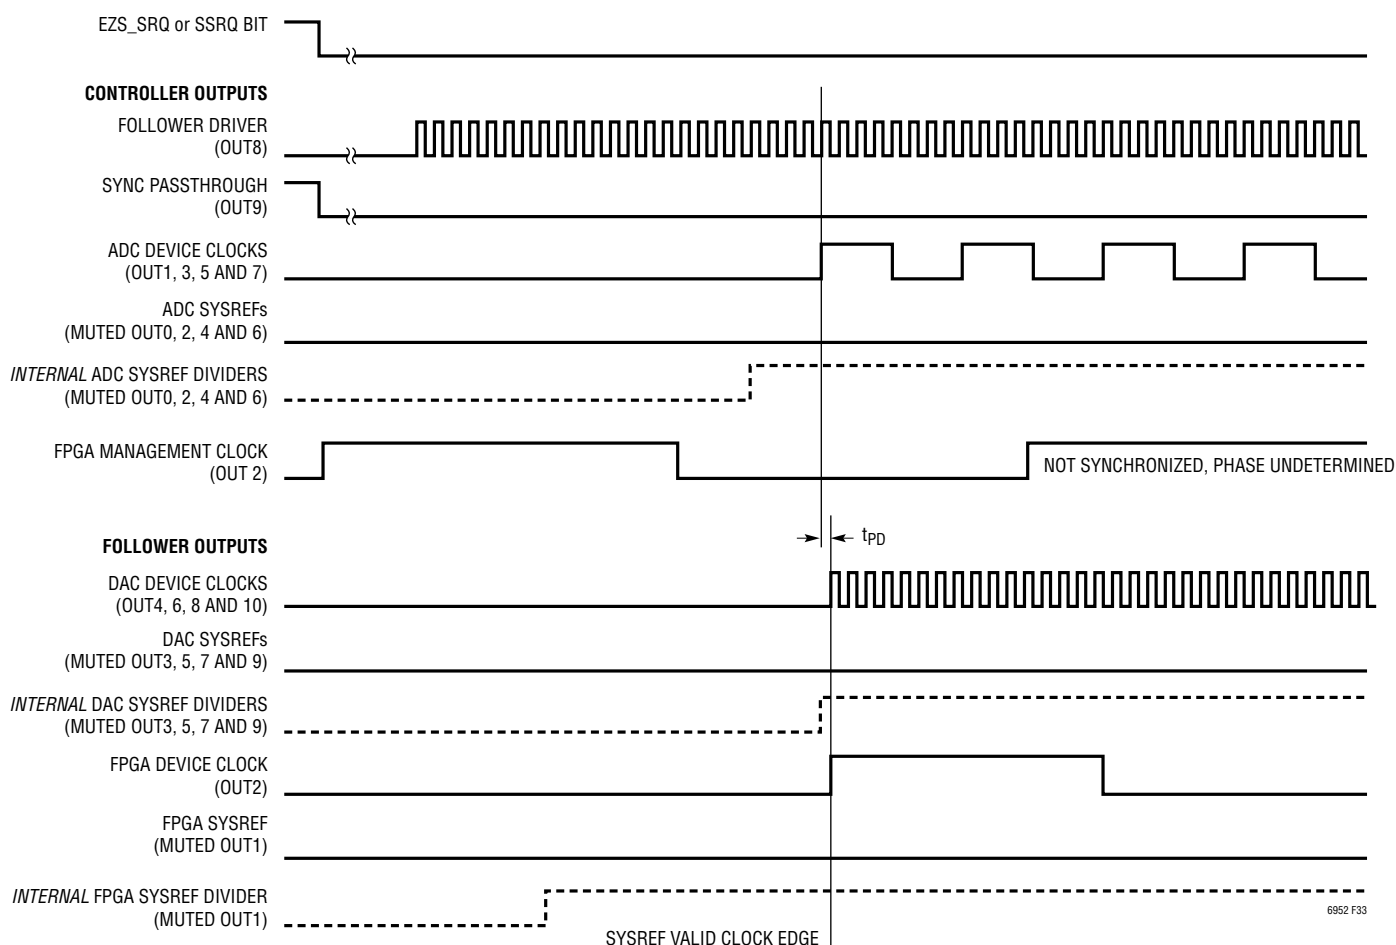 EZS_SRQ or SSRQ BIT
CONTROLLER OUTPUTS
FOLLOWER DRIVER
(OUT8)
SYNC PASSTHROUGH
(OUT9)
ADC DEVICE CLOCKS
(OUT1, 3, 5 AND 7)
ADC SYSREFs
(MUTED OUT0, 2, 4 AND 6)
INTERNAL ADC SYSREF DIVIDERS
(MUTED OUT0, 2, 4 AND 6)
FPGA MANAGEMENT CLOCK
(OUT 2)
NOT SYNCHRONIZED, PHASE UNDETERMINED
tPD
FOLLOWER OUTPUTS
DAC DEVICE CLOCKS
(OUT4, 6, 8 AND 10)
DAC SYSREFs
(MUTED OUT3, 5, 7 AND 9)
INTERNAL DAC SYSREF DIVIDERS
(MUTED OUT3, 5, 7 AND 9)
FPGA DEVICE CLOCK
(OUT2)
FPGA SYSREF
(MUTED OUT1)
INTERNAL FPGA SYSREF DIVIDER
(MUTED OUT1)
6952 F33
SYSREF VALID CLOCK EDGE